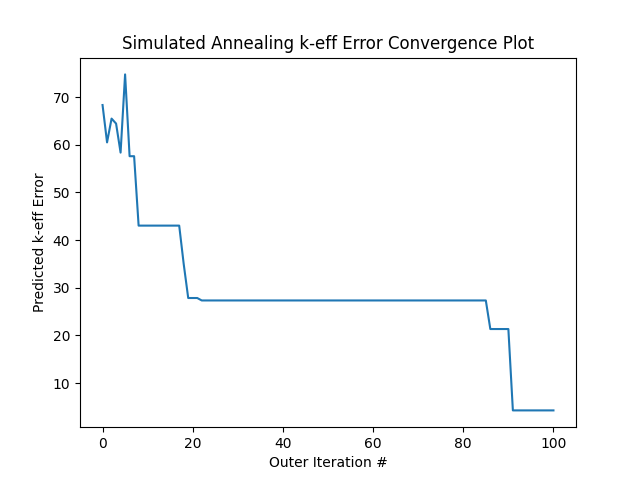 Simulated Annealing k-eff Error Convergence Plot
70
60
50
40
30
20
10
Predicted k-eff Error
0 20 40 60 80 100
Outer Iteration #